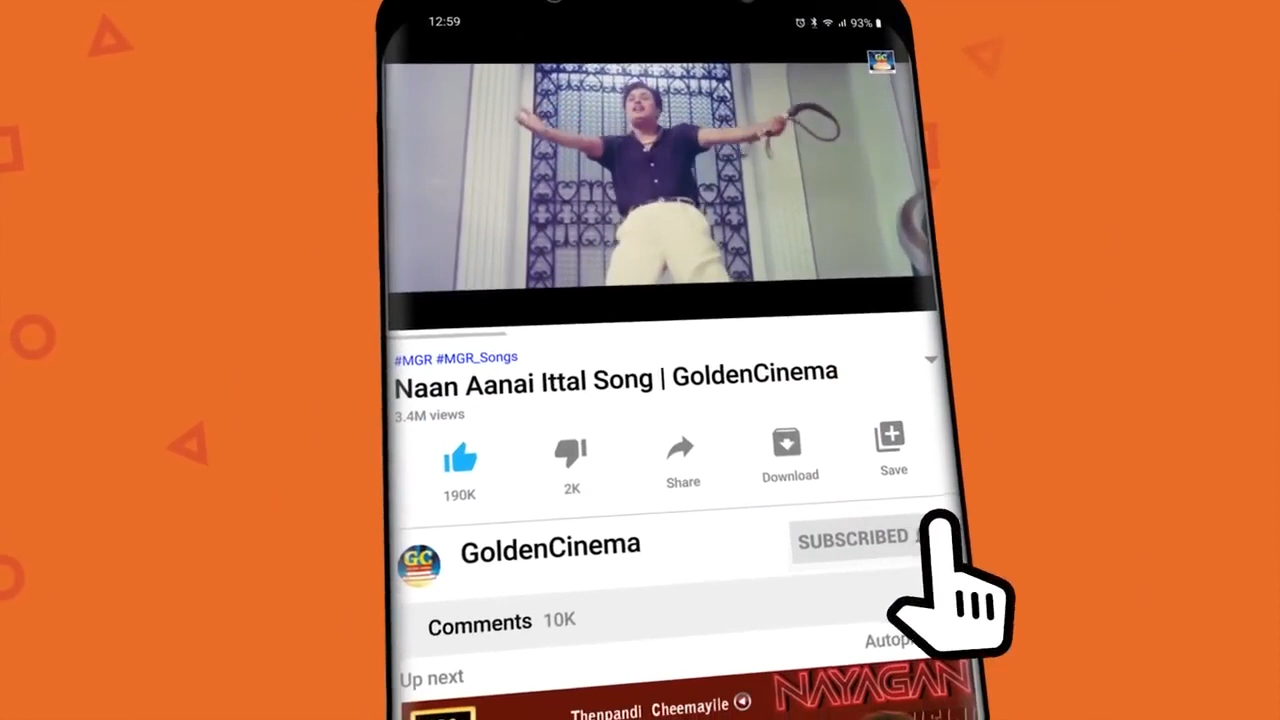 12:59
93%
GC
#MGR #MGR_Songs
Naan Aanai Ittal Song | GoldenCinema
3.4M views
190K
2K
Share
Download
Save
GC
GoldenCinema
SUBSCRIBED
Comments 10K
Up next
Thenpandi Cheemayile
NAYAGAN